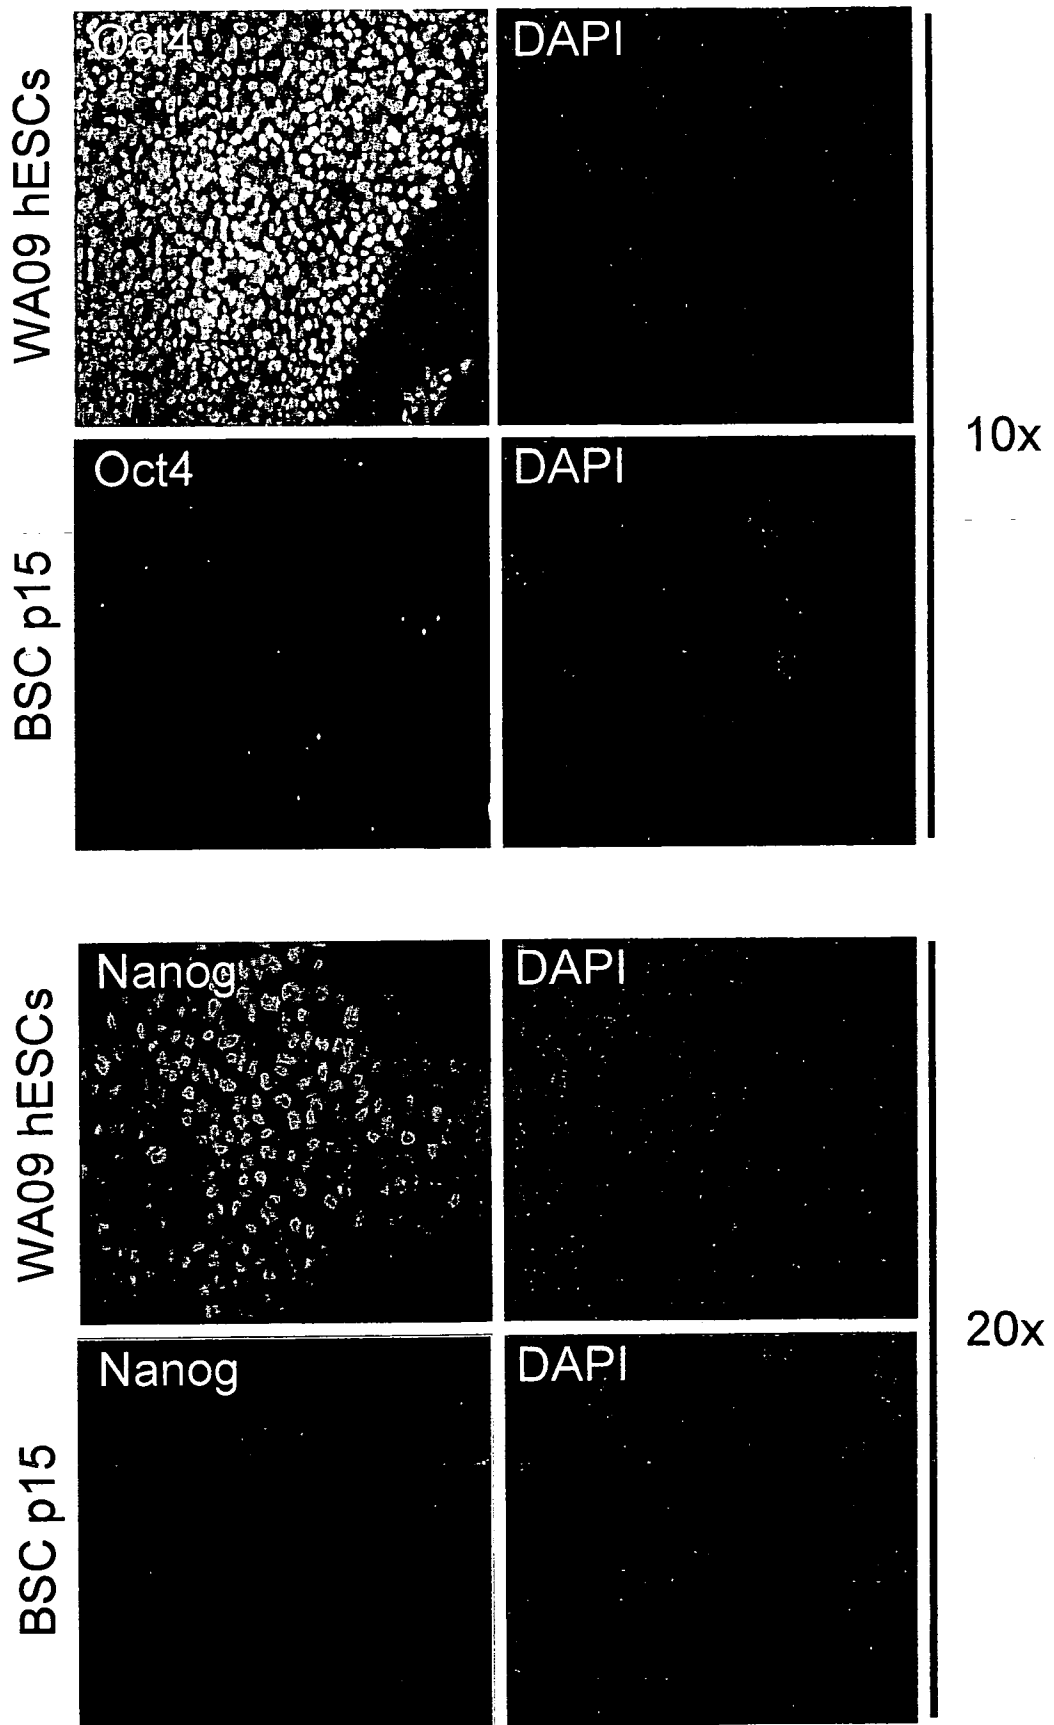 WA09 hESCs
Oct4
DAPI
10x
BSC p15
Oct4
DAPI
WA09 hESCs
Nanog
DAPI
20x
BSC p15
Nanog
DAPI